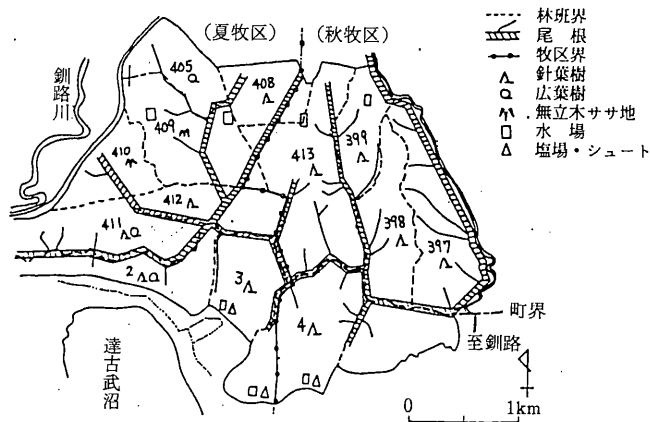 (夏牧区)
(秋牧区)
林班界
尾根
牧区界
針葉樹
広葉樹
無立木ササ地
水場
塩場・シュート
釧路川
405
408
409
399
413
410
412
411
398
397
2
3
4
町界
至釧路
達古武沼
0
1km